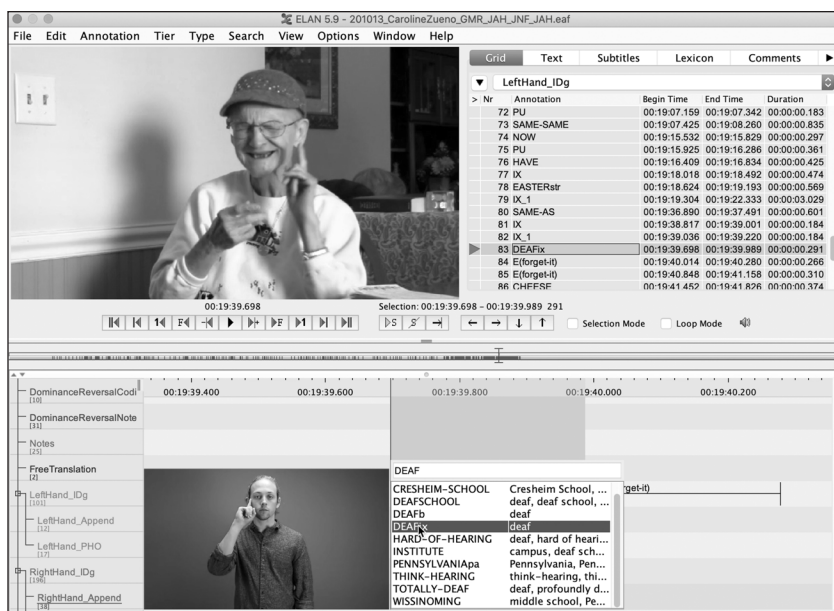 ELAN 5.9 - 201013_CarolineZueno_GMR_JAH_JNF_JAH.eaf
File Edit Annotation Tier Type Search View Options Window Help
Grid Text Subtitles Lexicon Comments
LeftHand_IDg
> Nr Annotation Begin Time End Time Duration
72 PU 00:19:07.159 00:19:07.342 00:00:00.183
73 SAME-SAME 00:19:07.425 00:19:08.260 00:00:00.835
74 NOW 00:19:15.532 00:19:15.829 00:00:00.297
75 PU 00:19:15.925 00:19:16.286 00:00:00.361
76 HAVE 00:19:16.409 00:19:16.834 00:00:00.425
77 IX 00:19:18.018 00:19:18.492 00:00:00.474
78 EASTERstr 00:19:18.624 00:19:19.193 00:00:00.569
79 IX_1 00:19:19.304 00:19:22.333 00:00:03.029
80 SAME-AS 00:19:36.890 00:19:37.491 00:00:00.601
81 IX 00:19:38.817 00:19:39.001 00:00:00.184
82 IX_1 00:19:39.036 00:19:39.220 00:00:00.184
83 DEAFix 00:19:39.698 00:19:39.989 00:00:00.291
84 E(forget-it) 00:19:40.014 00:19:40.280 00:00:00.266
85 E(forget-it) 00:19:40.848 00:19:41.158 00:00:00.310
86 CHEESE 00:19:41.452 00:19:41.826 00:00:00.374
00:19:39.698 Selection: 00:19:39.698 - 00:19:39.989 291
Selection Mode Loop Mode
00:19:39.400 00:19:39.600 00:19:39.800 00:19:40.000 00:19:40.200
DominanceReversalCodi
[10]
DominanceReversalNote
[31]
Notes
[25]
FreeTranslation
[2]
LeftHand_IDg
[101]
LeftHand_Append
[12]
LeftHand_PHO
[17]
RightHand_IDg
[196]
RightHand_Append
[38]
DEAF
CRESHEIM-SCHOOL Cresheim School, ...
DEAFSCHOOL deaf, deaf school, ...
DEAFb deaf
DEAFix deaf
HARD-OF-HEARING deaf, hard of heari...
INSTITUTE campus, deaf sch...
PENNSYLVANIApa Pennsylvania, Pen...
THINK-HEARING think-hearing, thi...
TOTALLY-DEAF deaf, profoundly d...
WISSINOMING middle school, Pe...
rget-it)